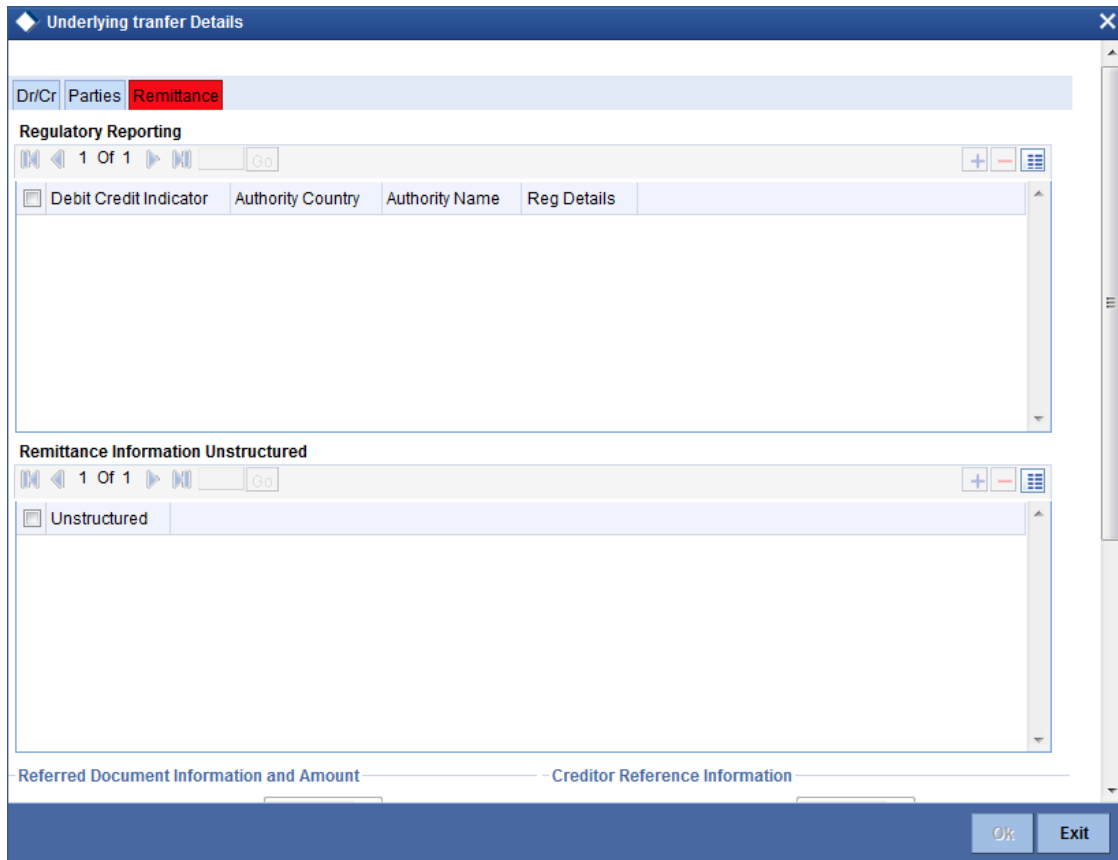 Underlying tranfer Details
Dr/Cr Parties Remittance
Regulatory Reporting
1 Of 1 Go
Debit Credit Indicator Authority Country Authority Name Reg Details
Remittance Information Unstructured
1 Of 1 Go
Unstructured
Referred Document Information and Amount Creditor Reference Information
Ok Exit